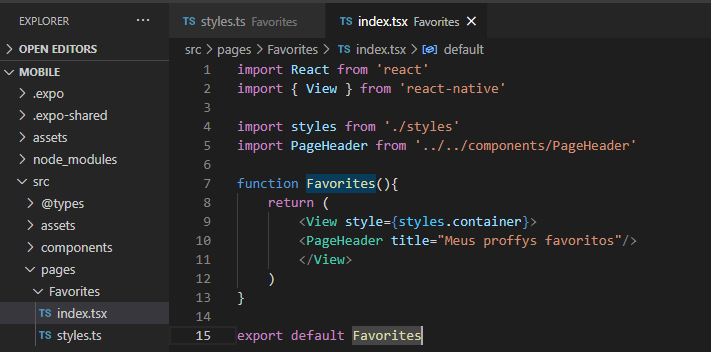 EXPLORER ···
OPEN EDITORS
MOBILE
.expo
.expo-shared
assets
node_modules
src
@types
assets
components
pages
Favorites
TS index.tsx
TS styles.ts
TS styles.ts Favorites
TS index.tsx Favorites ×
src > pages > Favorites > TS index.tsx > default
1 import React from 'react'
2 import { View } from 'react-native'
3
4 import styles from './styles'
5 import PageHeader from '../../components/PageHeader'
6
7 function Favorites(){
8 return (
9 <View style={styles.container}>
10 <PageHeader title="Meus proffys favoritos"/>
11 </View>
12 )
13 }
14
15 export default Favorites